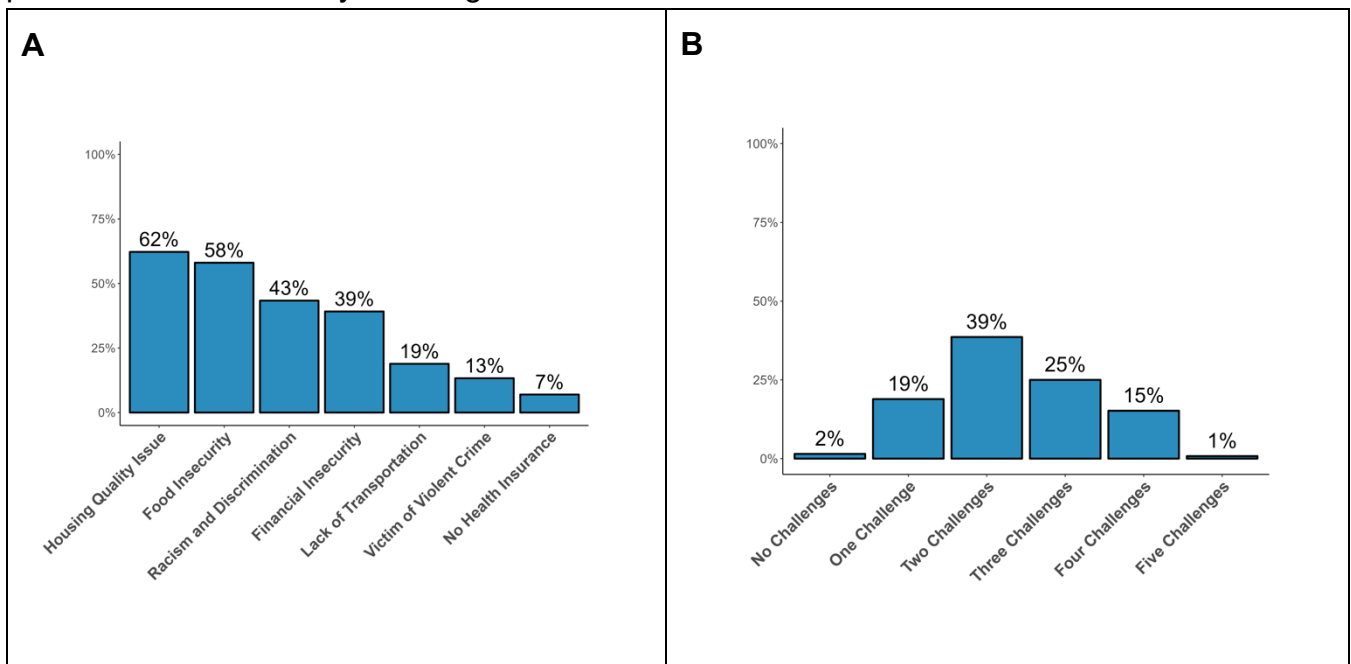 A
100%
75%
50%
25%
0%
62%
58%
43%
39%
19%
13%
7%
Housing Quality Issue
Food Insecurity
Racism and Discrimination
Financial Insecurity
Lack of Transportation
Victim of Violent Crime
No Health Insurance
B
100%
75%
50%
25%
0%
2%
19%
39%
25%
15%
1%
No Challenges
One Challenge
Two Challenges
Three Challenges
Four Challenges
Five Challenges